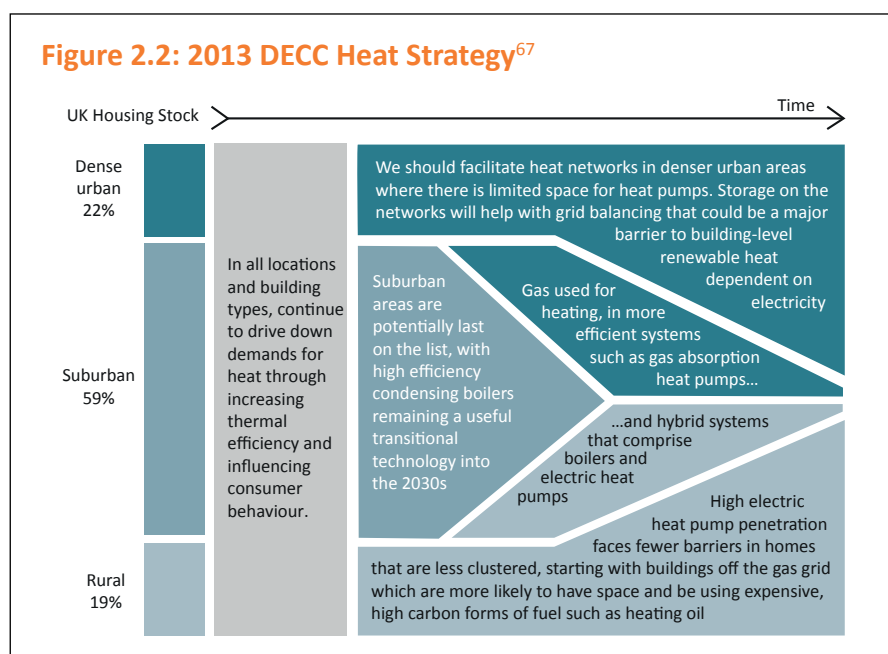 Figure 2.2: 2013 DECC Heat Strategy67
UK Housing Stock
Time
Dense
urban
22%
Suburban
59%
Rural
19%
In all locations
and building
types, continue
to drive down
demands for
heat through
increasing
thermal
efficiency and
influencing
consumer
behaviour.
We should facilitate heat networks in denser urban areas
where there is limited space for heat pumps. Storage on the
networks will help with grid balancing that could be a major
barrier to building-level
renewable heat
dependent on
electricity
Suburban
areas are
potentially last
on the list, with
high efficiency
condensing boilers
remaining a useful
transitional
technology into
the 2030s
Gas used for
heating, in more
efficient systems
such as gas absorption
heat pumps…
…and hybrid systems
that comprise
boilers and
electric heat
pumps
High electric
heat pump penetration
faces fewer barriers in homes
that are less clustered, starting with buildings off the gas grid
which are more likely to have space and be using expensive,
high carbon forms of fuel such as heating oil